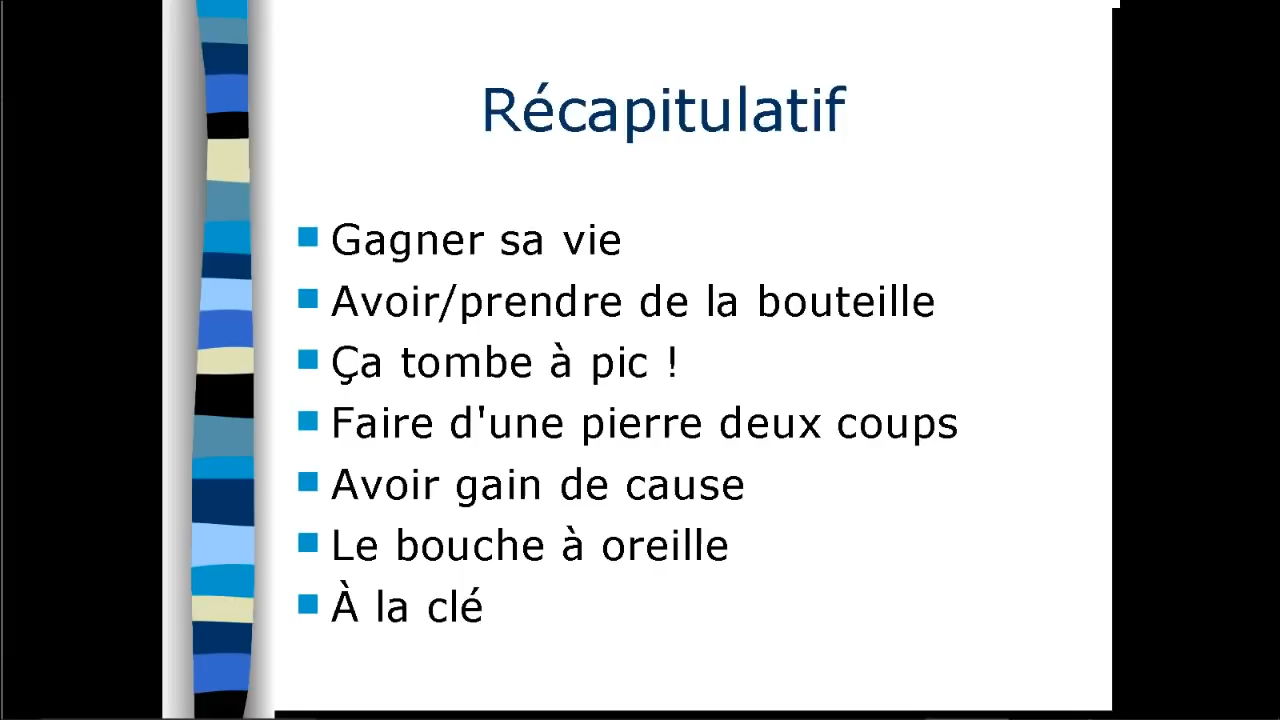 Récapitulatif
Gagner sa vie
Avoir/prendre de la bouteille
Ça tombe à pic !
Faire d'une pierre deux coups
Avoir gain de cause
Le bouche à oreille
À la clé